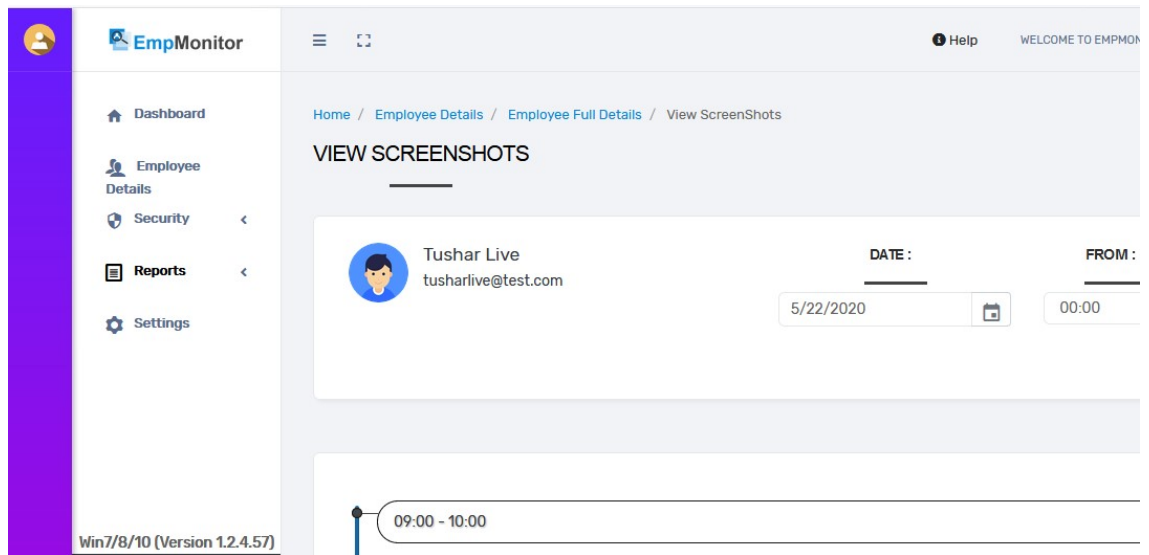 EmpMonitor
Help
WELCOME TO EMPMON
Dashboard
Employee
Details
Security
Reports
Settings
Win7/8/10 (Version 1.2.4.57)
Home / Employee Details / Employee Full Details / View ScreenShots
VIEW SCREENSHOTS
Tushar Live
tusharlive@test.com
DATE :
FROM :
5/22/2020
00:00
09:00 - 10:00